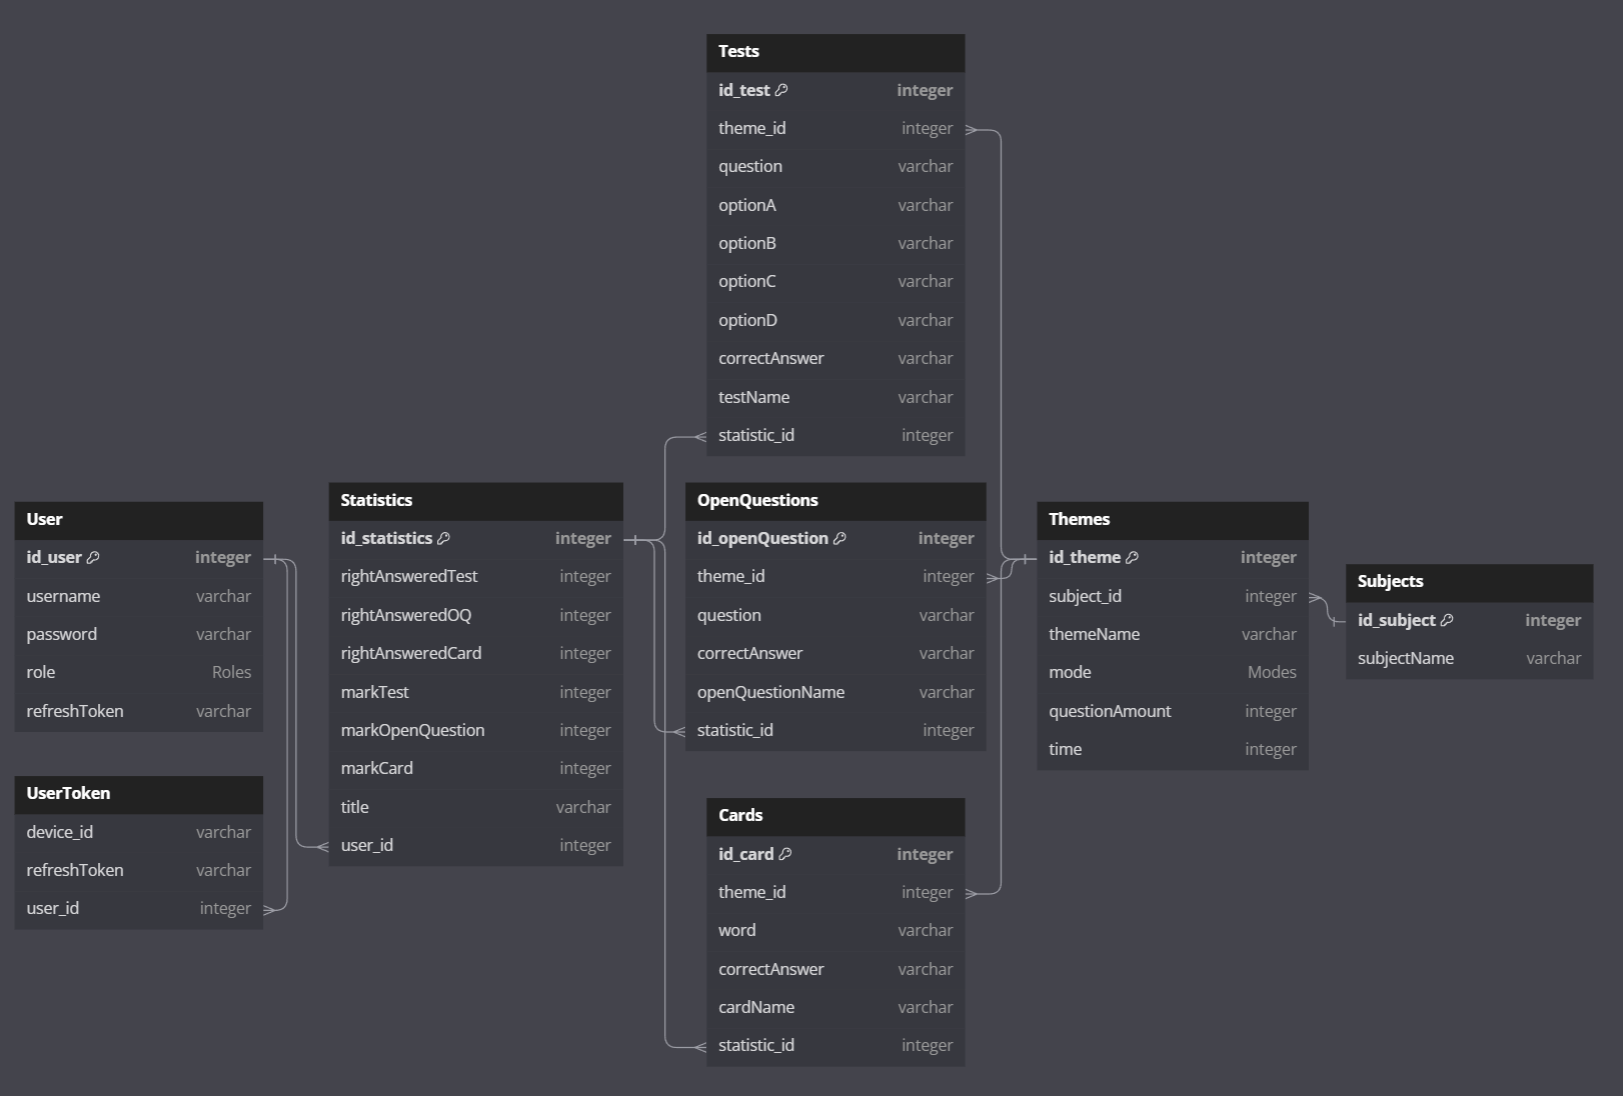 Tests
id_test integer
theme_id integer
question varchar
optionA varchar
optionB varchar
optionC varchar
optionD varchar
correctAnswer varchar
testName varchar
statistic_id integer
User
id_user integer
username varchar
password varchar
role Roles
refreshToken varchar
UserToken
device_id varchar
refreshToken varchar
user_id integer
Statistics
id_statistics integer
rightAnsweredTest integer
rightAnsweredOQ integer
rightAnsweredCard integer
markTest integer
markOpenQuestion integer
markCard integer
title varchar
user_id integer
OpenQuestions
id_openQuestion integer
theme_id integer
question varchar
correctAnswer varchar
openQuestionName varchar
statistic_id integer
Cards
id_card integer
theme_id integer
word varchar
correctAnswer varchar
cardName varchar
statistic_id integer
Themes
id_theme integer
subject_id integer
themeName varchar
mode Modes
questionAmount integer
time integer
Subjects
id_subject integer
subjectName varchar